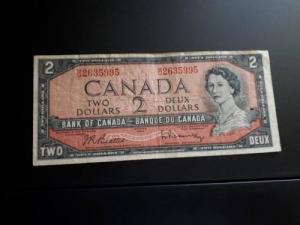 2 2
2635995 2635995
CANADA
TWO 2 DEUX
DOLLARS DOLLARS
BANK OF CANADA - BANQUE DU CANADA
TWO DEUX